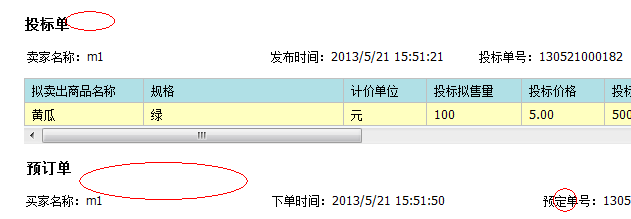 投标单
卖家名称：m1 发布时间：2013/5/21 15:51:21 投标单号：130521000182
拟卖出商品名称 规格 计价单位 投标拟售量 投标价格 投标
黄瓜 绿 元 100 5.00 500
预订单
买家名称：m1 下单时间：2013/5/21 15:51:50 预定单号：1305